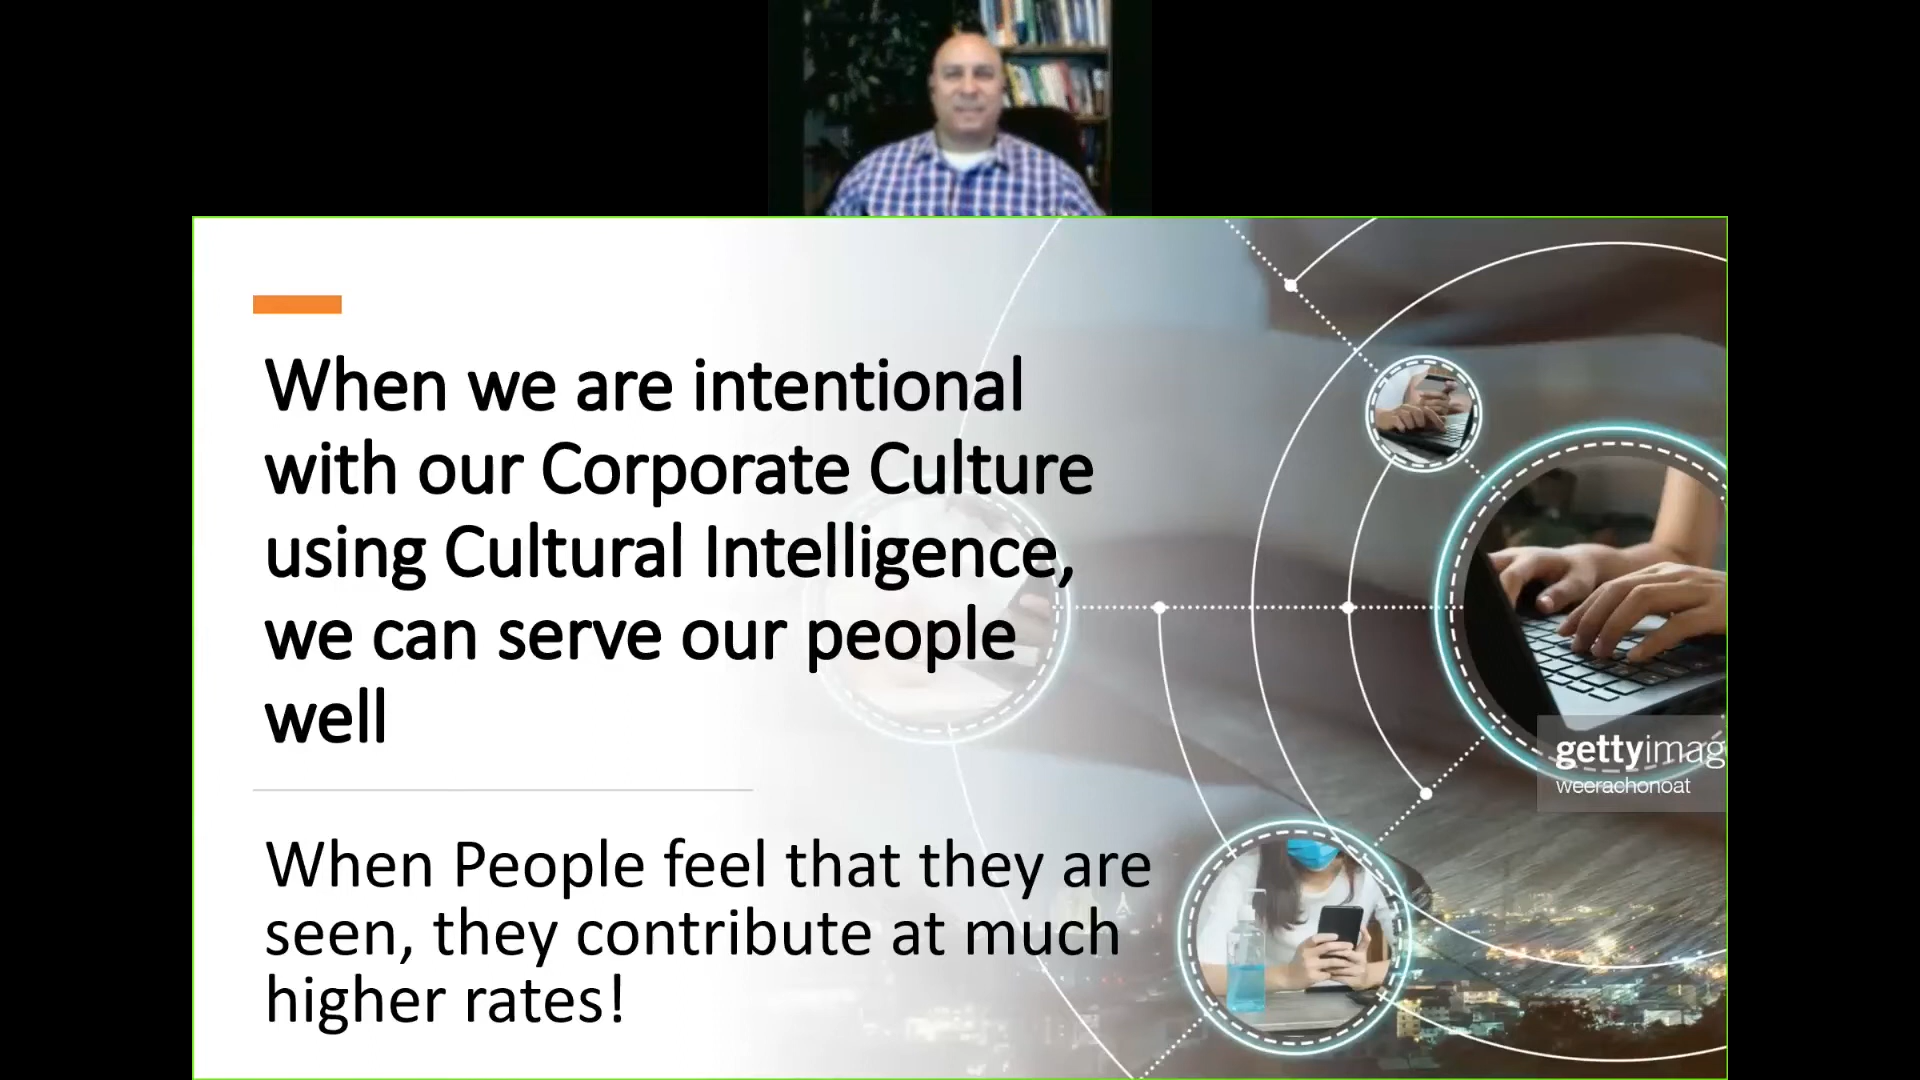 When we are intentional
with our Corporate Culture
using Cultural Intelligence,
we can serve our people
well
gettyimag
weerachonoat
When People feel that they are
seen, they contribute at much
higher rates!